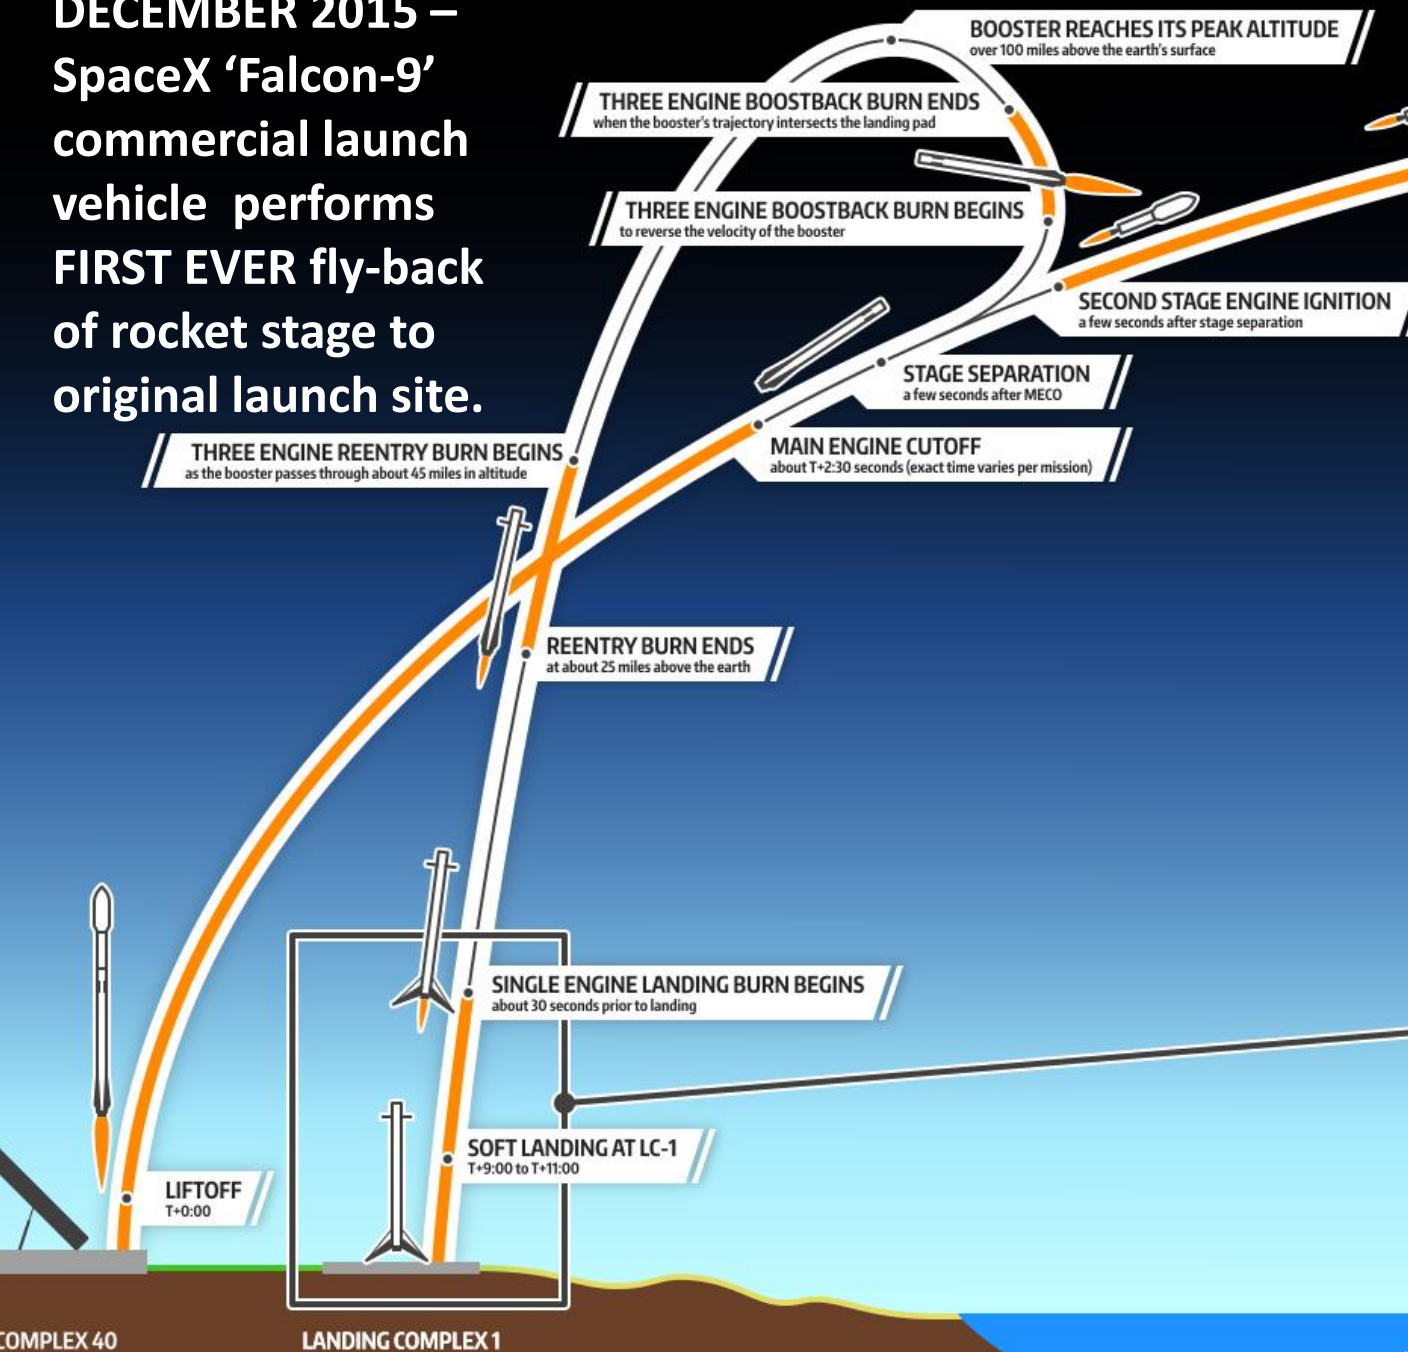 DECEMBER 2015 –
SpaceX ‘Falcon-9’
commercial launch
vehicle performs
FIRST EVER fly-back
of rocket stage to
original launch site.
BOOSTER REACHES ITS PEAK ALTITUDE
over 100 miles above the earth's surface
THREE ENGINE BOOSTBACK BURN ENDS
when the booster's trajectory intersects the landing pad
THREE ENGINE BOOSTBACK BURN BEGINS
to reverse the velocity of the booster
SECOND STAGE ENGINE IGNITION
a few seconds after stage separation
STAGE SEPARATION
a few seconds after MECO
MAIN ENGINE CUTOFF
about T+2:30 seconds (exact time varies per mission)
THREE ENGINE REENTRY BURN BEGINS
as the booster passes through about 45 miles in altitude
REENTRY BURN ENDS
at about 25 miles above the earth
SINGLE ENGINE LANDING BURN BEGINS
about 30 seconds prior to landing
SOFT LANDING AT LC-1
T+9:00 to T+11:00
LIFTOFF
T+0:00
COMPLEX 40
LANDING COMPLEX 1